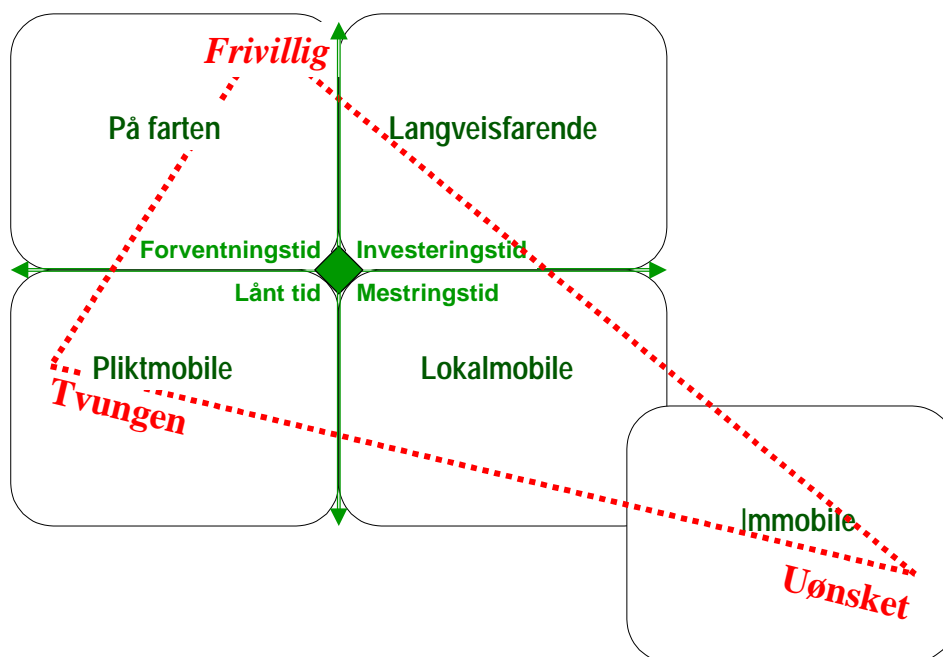 Frivillig
På farten
Langveisfarende
Forventningstid
Investeringstid
Lånt tid
Mestringstid
Pliktmobile
Lokalmobile
Tvungen
Immobile
Uønsket